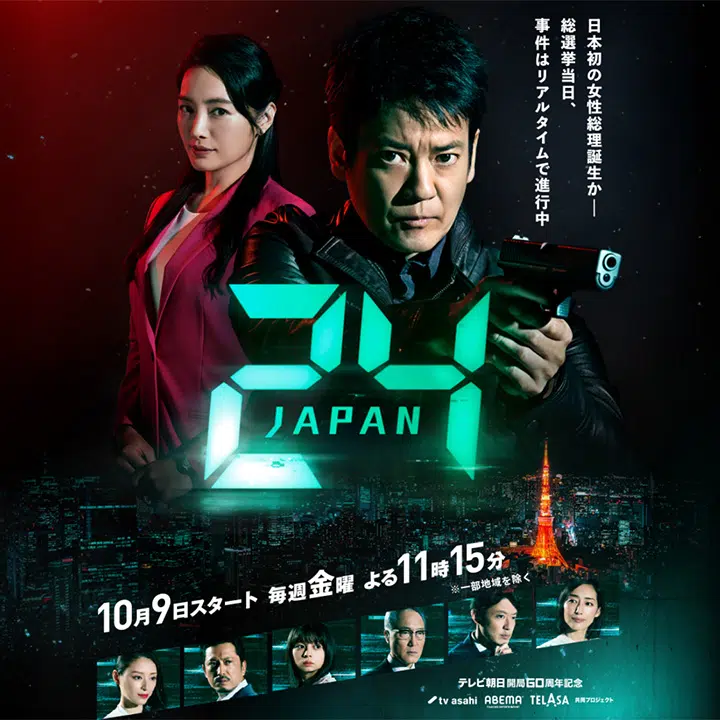 日本初の女性総理誕生か―
総選挙当日、
事件はリアルタイムで進行中
24
JAPAN
10月9日スタート 毎週金曜 よる11時15分
※一部地域を除く
テレビ朝日開局60周年記念
tv asahi ABEMA TELASA 共同プロジェクト